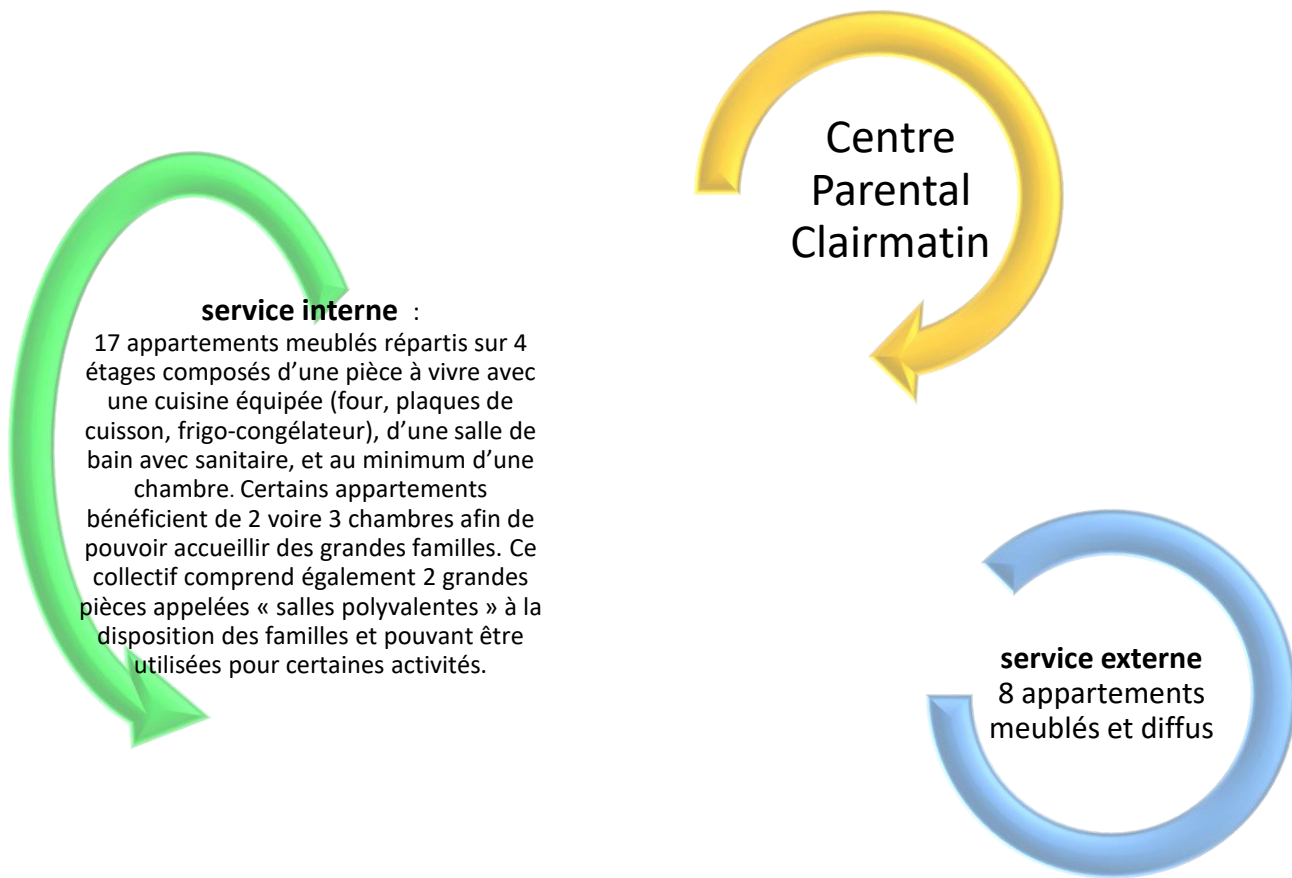 Centre
Parental
Clairmatin
service interne :
17 appartements meublés répartis sur 4
étages composés d’une pièce à vivre avec
une cuisine équipée (four, plaques de
cuisson, frigo-congélateur), d’une salle de
bain avec sanitaire, et au minimum d’une
chambre. Certains appartements
bénéficient de 2 voire 3 chambres afin de
pouvoir accueillir des grandes familles. Ce
collectif comprend également 2 grandes
pièces appelées « salles polyvalentes » à la
disposition des familles et pouvant être
utilisées pour certaines activités.
service externe
8 appartements
meublés et diffus